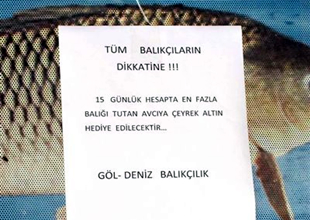 TÜM BALIKÇILARIN
DİKKATİNE !!!
15 GÜNLÜK HESAPTA EN FAZLA
BALIĞI TUTAN AVCIYA ÇEYREK ALTIN
HEDİYE EDİLECEKTİR...
GÖL- DENİZ BALIKÇILIK